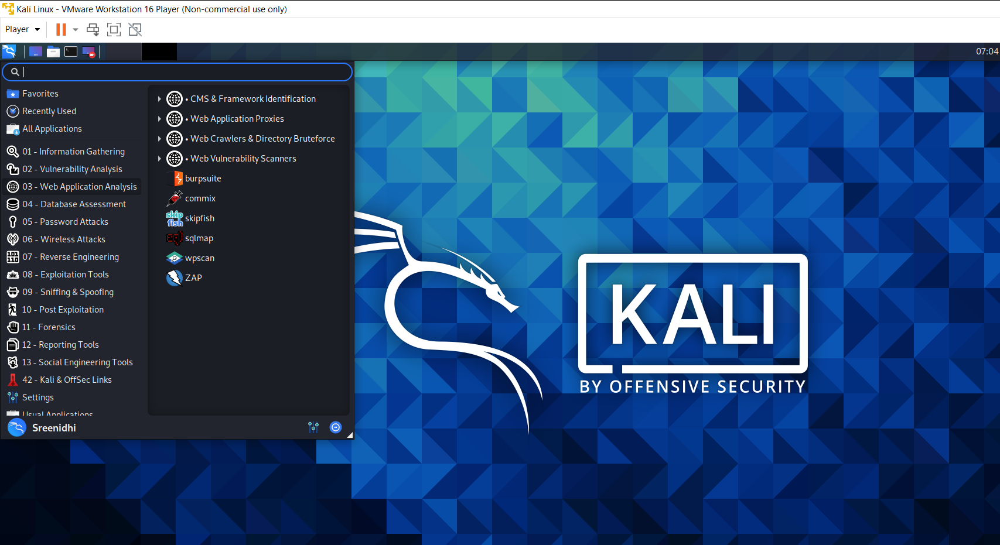 Kali Linux - VMware Workstation 16 Player (Non-commercial use only)
Player
07:04
Favorites
Recently Used
All Applications
01 - Information Gathering
02 - Vulnerability Analysis
03 - Web Application Analysis
04 - Database Assessment
05 - Password Attacks
06 - Wireless Attacks
07 - Reverse Engineering
08 - Exploitation Tools
09 - Sniffing & Spoofing
10 - Post Exploitation
11 - Forensics
12 - Reporting Tools
13 - Social Engineering Tools
42 - Kali & OffSec Links
Settings
Usual Applications
Sreenidhi
• CMS & Framework Identification
• Web Application Proxies
• Web Crawlers & Directory Bruteforce
• Web Vulnerability Scanners
burpsuite
commix
skip
fish
skipfish
sql
sqlmap
wpscan
ZAP
KALI
BY OFFENSIVE SECURITY